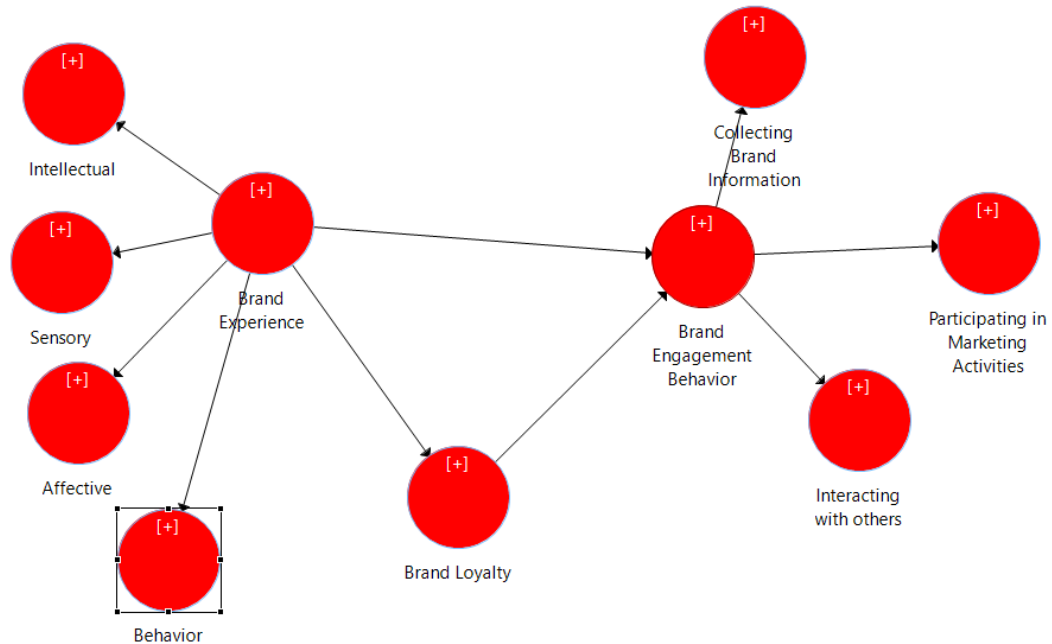 [+]
Intellectual
[+]
Sensory
[+]
Affective
[+]
Behavior
[+]
Brand
Experience
[+]
Brand Loyalty
[+]
Collecting
Brand
Information
[+]
Brand
Engagement
Behavior
[+]
Participating in
Marketing
Activities
[+]
Interacting
with others